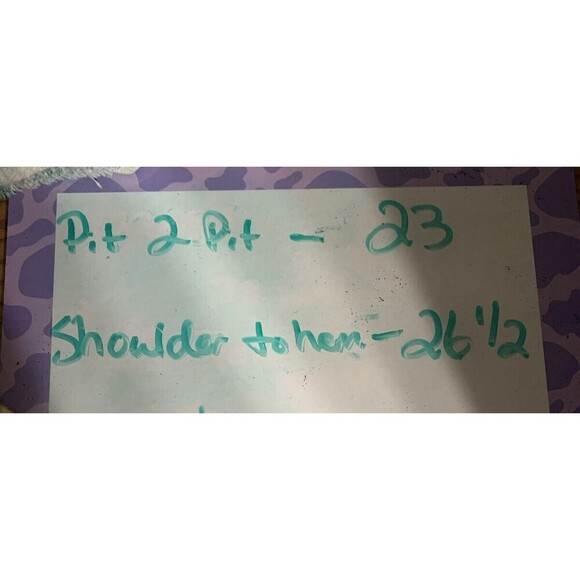 Pit 2 Pit - 23
Shoulder to hem - 26 1/2